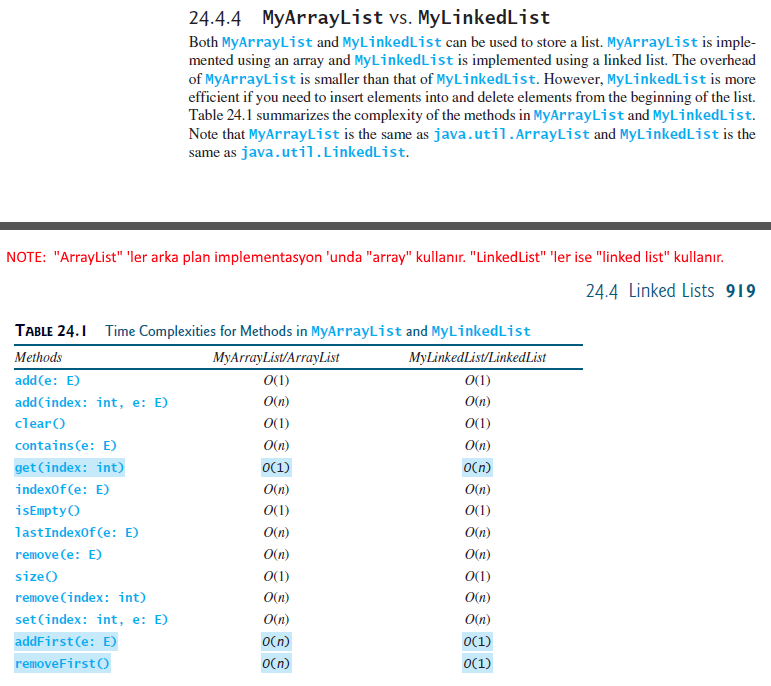 24.4.4 MyArrayList vs. MyLinkedList
Both MyArrayList and MyLinkedList can be used to store a list. MyArrayList is imple-
mented using an array and MyLinkedList is implemented using a linked list. The overhead
of MyArrayList is smaller than that of MyLinkedList. However, MyLinkedList is more
efficient if you need to insert elements into and delete elements from the beginning of the list.
Table 24.1 summarizes the complexity of the methods in MyArrayList and MyLinkedList.
Note that MyArrayList is the same as java.util.ArrayList and MyLinkedList is the
same as java.util.LinkedList.
NOTE: "ArrayList" 'ler arka plan implementasyon 'unda "array" kullanır. "LinkedList" 'ler ise "linked list" kullanır.
24.4 Linked Lists 919
TABLE 24.1 Time Complexities for Methods in MyArrayList and MyLinkedList
Methods MyArrayList/ArrayList MyLinkedList/LinkedList
add(e: E) O(1) O(1)
add(index: int, e: E) O(n) O(n)
clear() O(1) O(1)
contains(e: E) O(n) O(n)
get(index: int) O(1) O(n)
indexOf(e: E) O(n) O(n)
isEmpty() O(1) O(1)
lastIndexOf(e: E) O(n) O(n)
remove(e: E) O(n) O(n)
size() O(1) O(1)
remove(index: int) O(n) O(n)
set(index: int, e: E) O(n) O(n)
addFirst(e: E) O(n) O(1)
removeFirst() O(n) O(1)